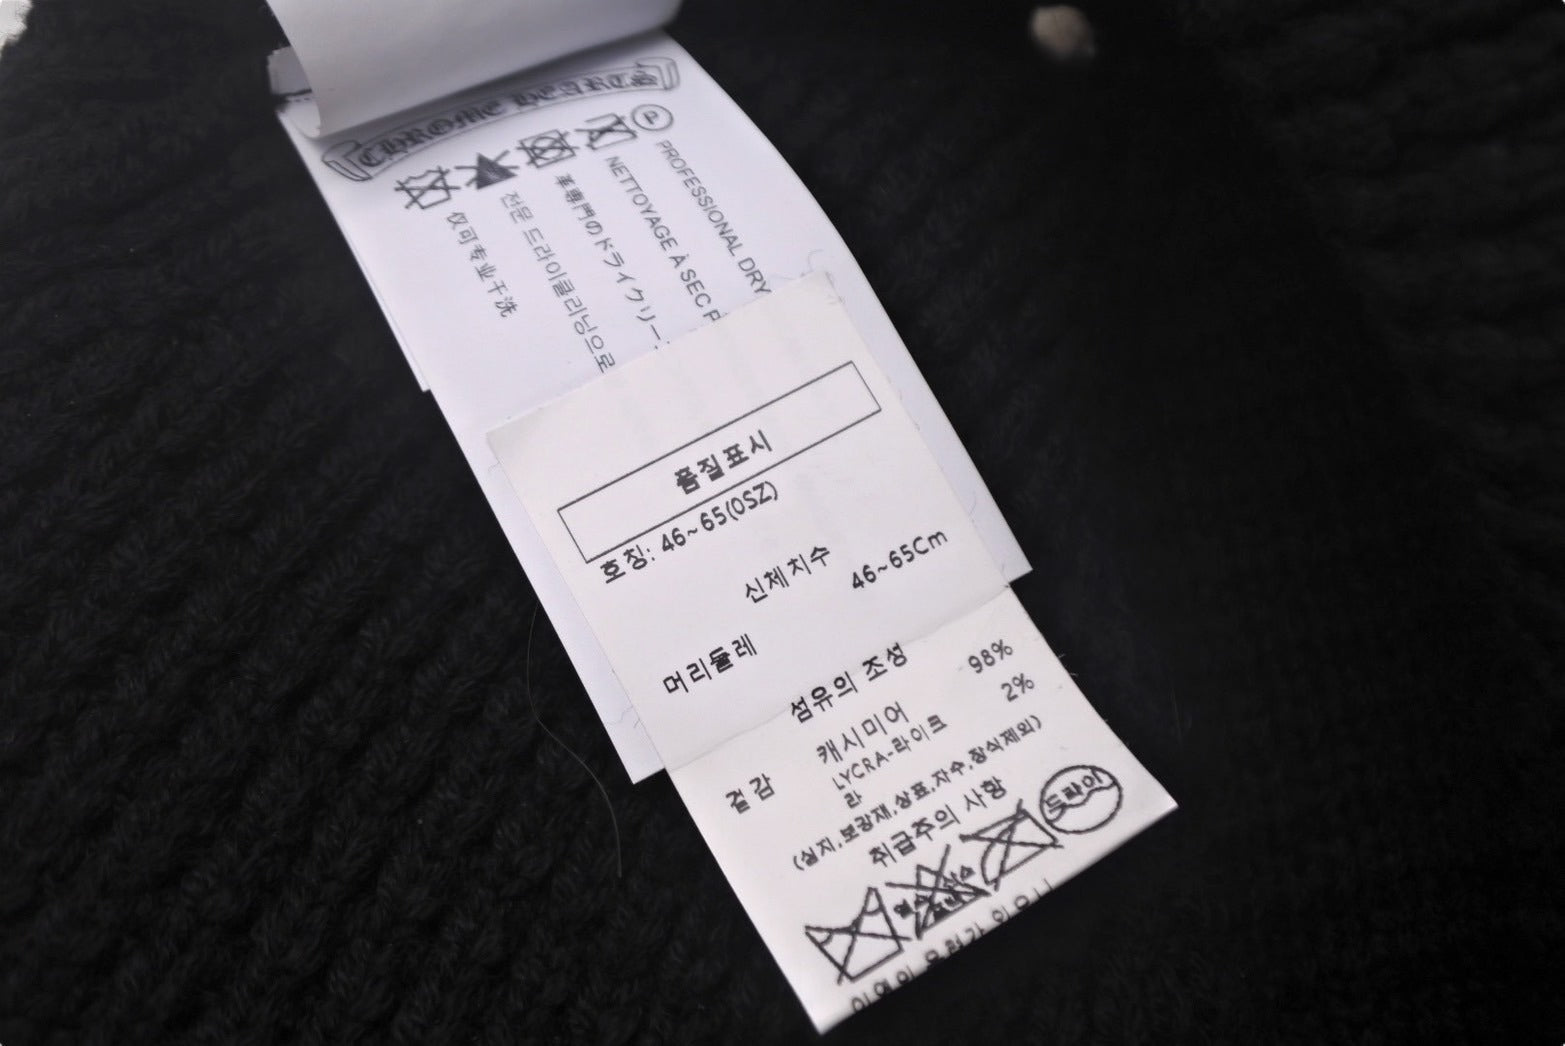 CHROME HEARTS
P
PROFESSIONAL DRY
NETTOYAGE À SEC
業専門のドライクリー
전문 드라이클리닝으로
仅可专业干洗
품질표시
호칭: 46~65(OSZ)
신체치수
머리둘레 46~65Cm
섬유의 조성
겉감 캐시미어 98%
LYCRA-라이크 2%
라
(심지,보강재,상표,자수,장식제외)
취급주의 사항
드라이